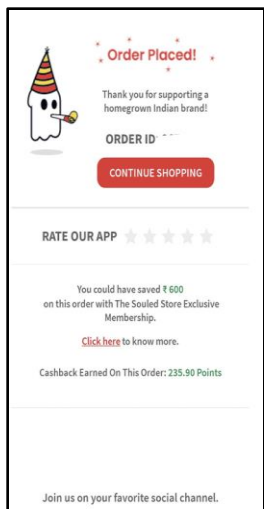 Order Placed!
Thank you for supporting a
homegrown Indian brand!
ORDER ID
CONTINUE SHOPPING
RATE OUR APP
You could have saved ₹ 600
on this order with The Souled Store Exclusive
Membership.
Click here to know more.
Cashback Earned On This Order: 235.90 Points
Join us on your favorite social channel.